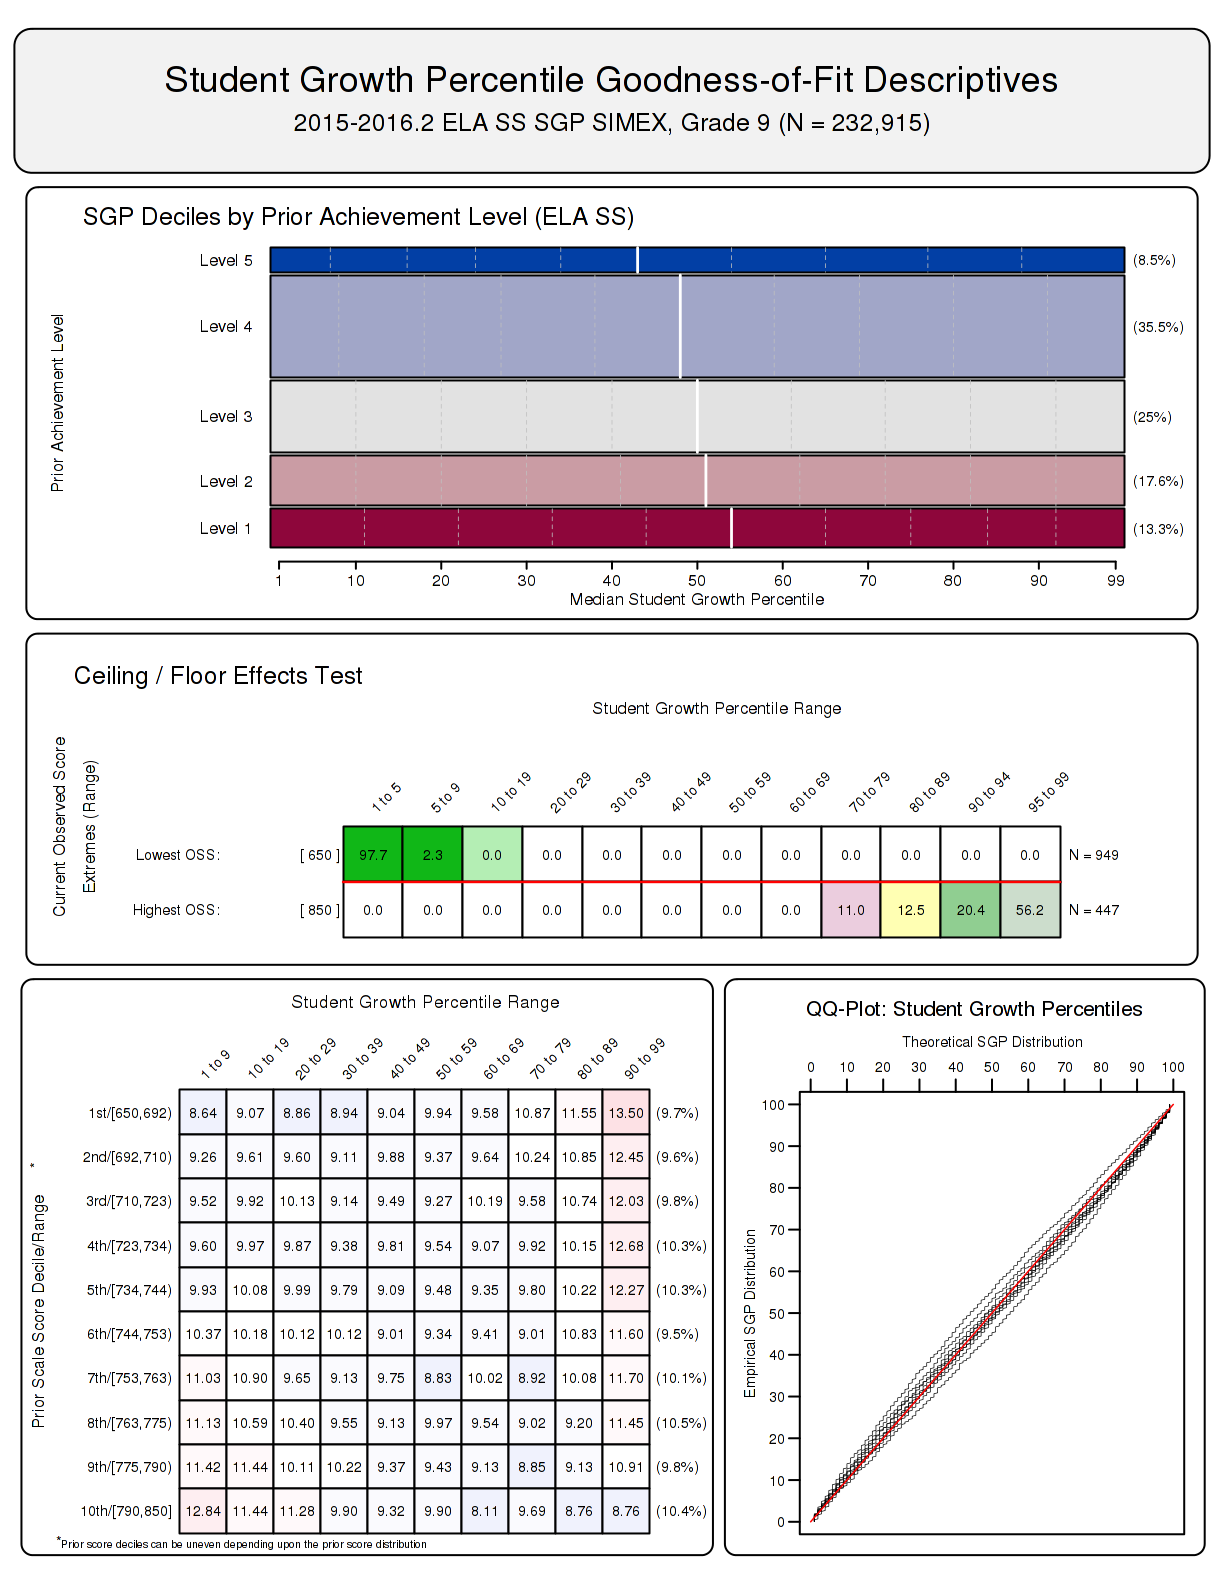 Student Growth Percentile Goodness-of-Fit Descriptives
2015-2016.2 ELA SS SGP SIMEX, Grade 9 (N = 232,915)
SGP Deciles by Prior Achievement Level (ELA SS)
Prior Achievement Level
Level 5 (8.5%)
Level 4 (35.5%)
Level 3 (25%)
Level 2 (17.6%)
Level 1 (13.3%)
1 10 20 30 40 50 60 70 80 90 99
Median Student Growth Percentile
Ceiling / Floor Effects Test
Student Growth Percentile Range
Current Observed Score
Extremes (Range)
1 to 5 5 to 9 10 to 19 20 to 29 30 to 39 40 to 49 50 to 59 60 to 69 70 to 79 80 to 89 90 to 94 95 to 99
Lowest OSS: [ 650 ] 97.7 2.3 0.0 0.0 0.0 0.0 0.0 0.0 0.0 0.0 0.0 0.0 N = 949
Highest OSS: [ 850 ] 0.0 0.0 0.0 0.0 0.0 0.0 0.0 0.0 11.0 12.5 20.4 56.2 N = 447
Student Growth Percentile Range
1 to 9 10 to 19 20 to 29 30 to 39 40 to 49 50 to 59 60 to 69 70 to 79 80 to 89 90 to 99
Prior Scale Score Decile/Range *
1st/[650,692) 8.64 9.07 8.86 8.94 9.04 9.94 9.58 10.87 11.55 13.50 (9.7%)
2nd/[692,710) 9.26 9.61 9.60 9.11 9.88 9.37 9.64 10.24 10.85 12.45 (9.6%)
3rd/[710,723) 9.52 9.92 10.13 9.14 9.49 9.27 10.19 9.58 10.74 12.03 (9.8%)
4th/[723,734) 9.60 9.97 9.87 9.38 9.81 9.54 9.07 9.92 10.15 12.68 (10.3%)
5th/[734,744) 9.93 10.08 9.99 9.79 9.09 9.48 9.35 9.80 10.22 12.27 (10.3%)
6th/[744,753) 10.37 10.18 10.12 10.12 9.01 9.34 9.41 9.01 10.83 11.60 (9.5%)
7th/[753,763) 11.03 10.90 9.65 9.13 9.75 8.83 10.02 8.92 10.08 11.70 (10.1%)
8th/[763,775) 11.13 10.59 10.40 9.55 9.13 9.97 9.54 9.02 9.20 11.45 (10.5%)
9th/[775,790) 11.42 11.44 10.11 10.22 9.37 9.43 9.13 8.85 9.13 10.91 (9.8%)
10th/[790,850] 12.84 11.44 11.28 9.90 9.32 9.90 8.11 9.69 8.76 8.76 (10.4%)
*Prior score deciles can be uneven depending upon the prior score distribution
QQ-Plot: Student Growth Percentiles
Theoretical SGP Distribution
0 10 20 30 40 50 60 70 80 90 100
Empirical SGP Distribution
100
90
80
70
60
50
40
30
20
10
0